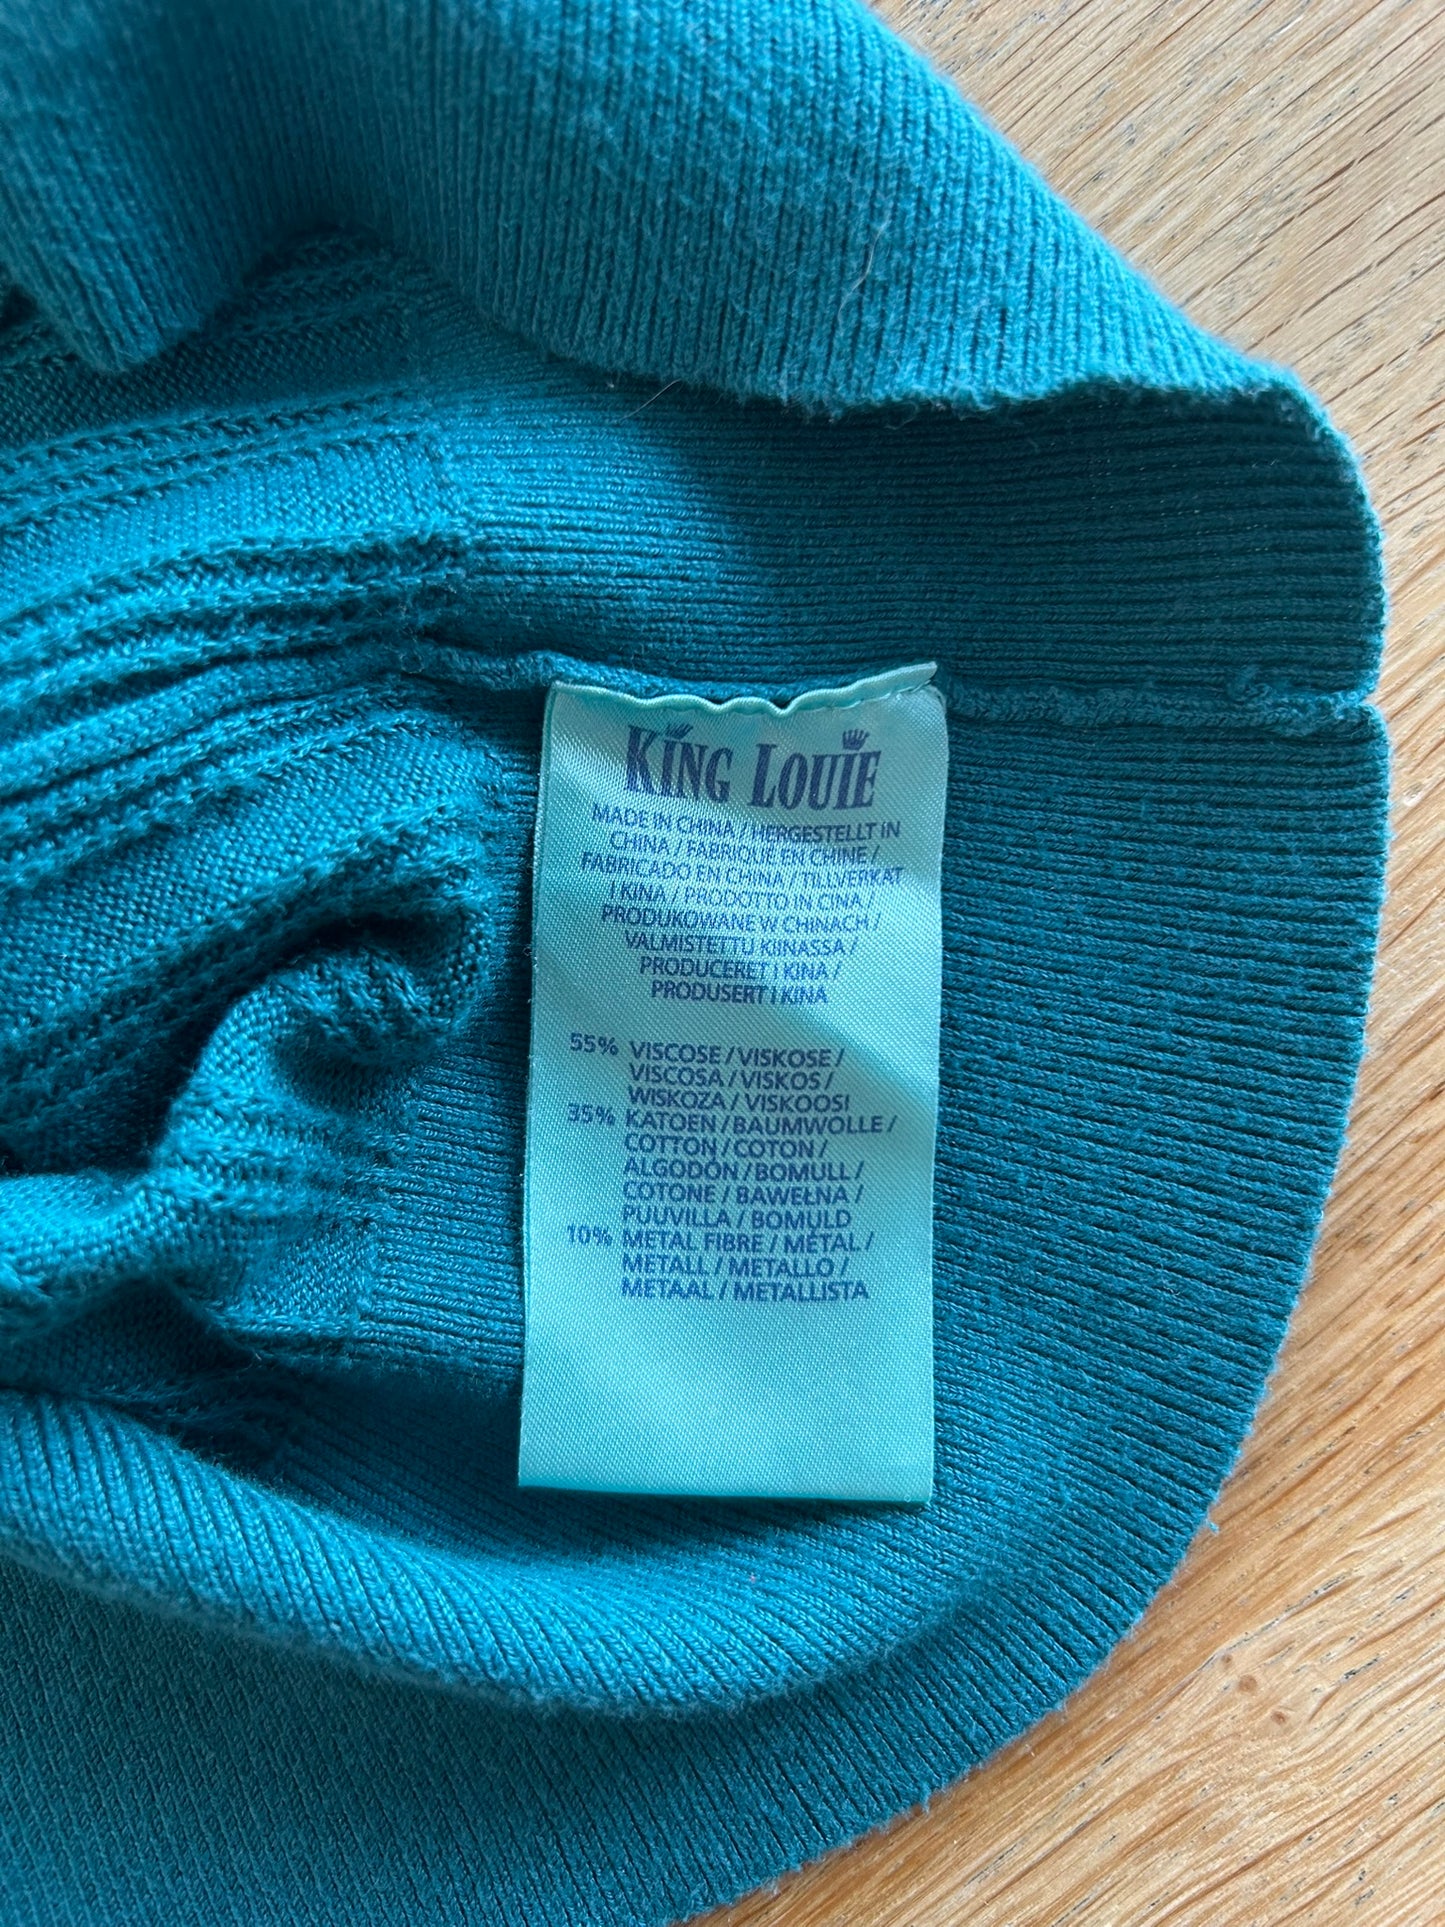 KING LOUIE
MADE IN CHINA / HERGESTELLT IN
CHINA / FABRIQUE EN CHINE /
FABRICADO EN CHINA / TILLVERKAT
I KINA / PRODOTTO IN CINA /
PRODUKOWANE W CHINACH /
VALMISTETTU KIINASSA /
PRODUCERET I KINA /
PRODUSERT I KINA
55% VISCOSE / VISKOSE /
VISCOSA / VISKOS /
WISKOZA / VISKOOSI
35% KATOEN / BAUMWOLLE /
COTTON / COTON /
ALGODÓN / BOMULL /
COTONE / BAWEŁNA /
PUUVILLA / BOMULD
10% METAL FIBRE / MÉTAL /
METALL / METALLO /
METAAL / METALLISTA